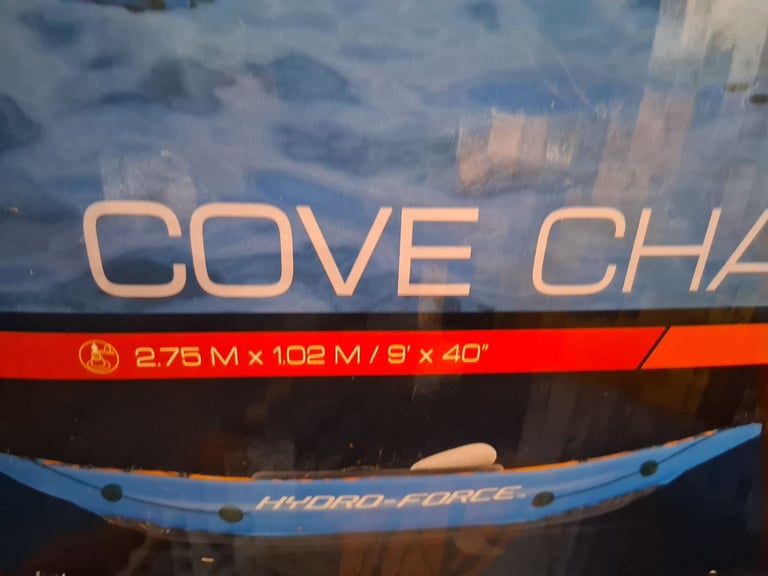 COVE CHA
2.75 M x 1.02 M / 9' x 40"
HYDRO-FORCE